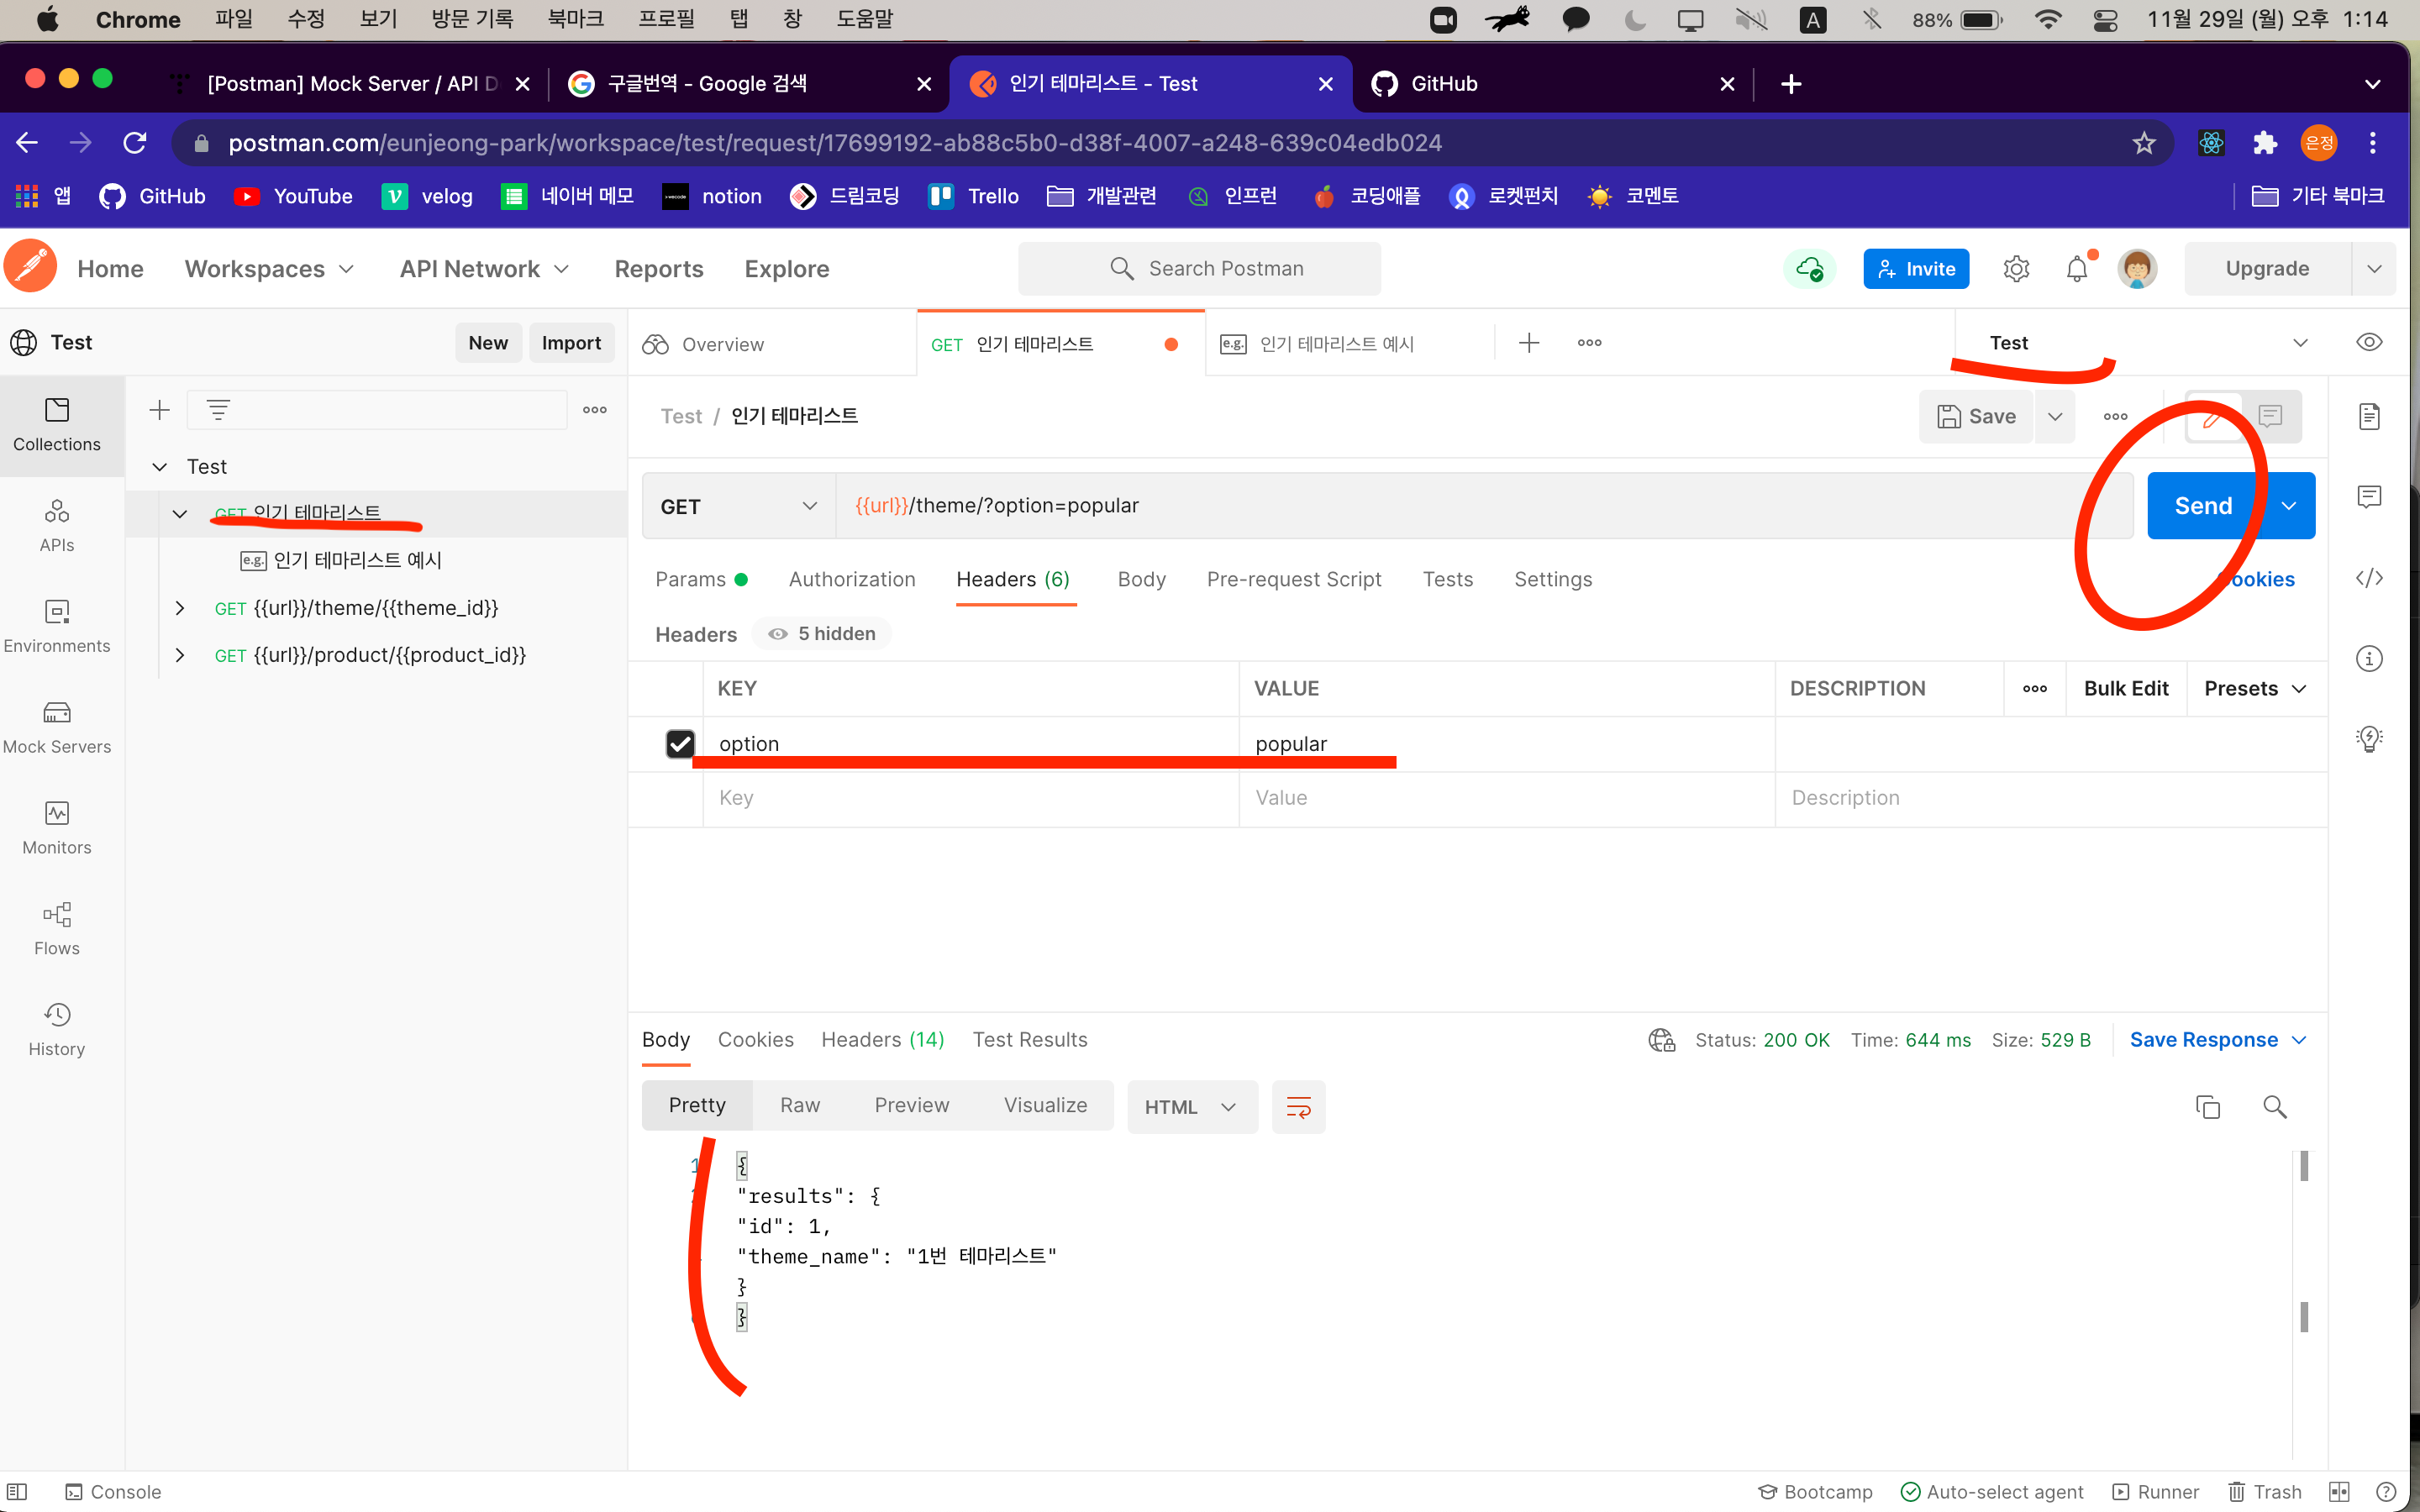 Chrome 파일 수정 보기 방문 기록 북마크 프로필 탭 창 도움말 A 88% 11월 29일 (월) 오후 1:14
[Postman] Mock Server / API D 구글번역 - Google 검색 인기 테마리스트 - Test GitHub
postman.com/eunjeong-park/workspace/test/request/17699192-ab88c5b0-d38f-4007-a248-639c04edb024 은정
앱 GitHub YouTube velog 네이버 메모 notion 드림코딩 Trello 개발관련 인프런 코딩애플 로켓펀치 코멘토 기타 북마크
Home Workspaces API Network Reports Explore Search Postman Invite Upgrade
Test New Import Overview GET 인기 테마리스트 e.g. 인기 테마리스트 예시 Test
Collections
Test / 인기 테마리스트 Save
Test
GET 인기 테마리스트
GET {{url}}/theme/?option=popular Send
APIs
e.g. 인기 테마리스트 예시
Params Authorization Headers (6) Body Pre-request Script Tests Settings Cookies
GET {{url}}/theme/{{theme_id}}
Environments
Headers 5 hidden
GET {{url}}/product/{{product_id}}
KEY VALUE DESCRIPTION Bulk Edit Presets
Mock Servers
option popular
Key Value Description
Monitors
Flows
History
Body Cookies Headers (14) Test Results Status: 200 OK Time: 644 ms Size: 529 B Save Response
Pretty Raw Preview Visualize HTML
1 {
"results": {
"id": 1,
"theme_name": "1번 테마리스트"
}
}
Console Bootcamp Auto-select agent Runner Trash